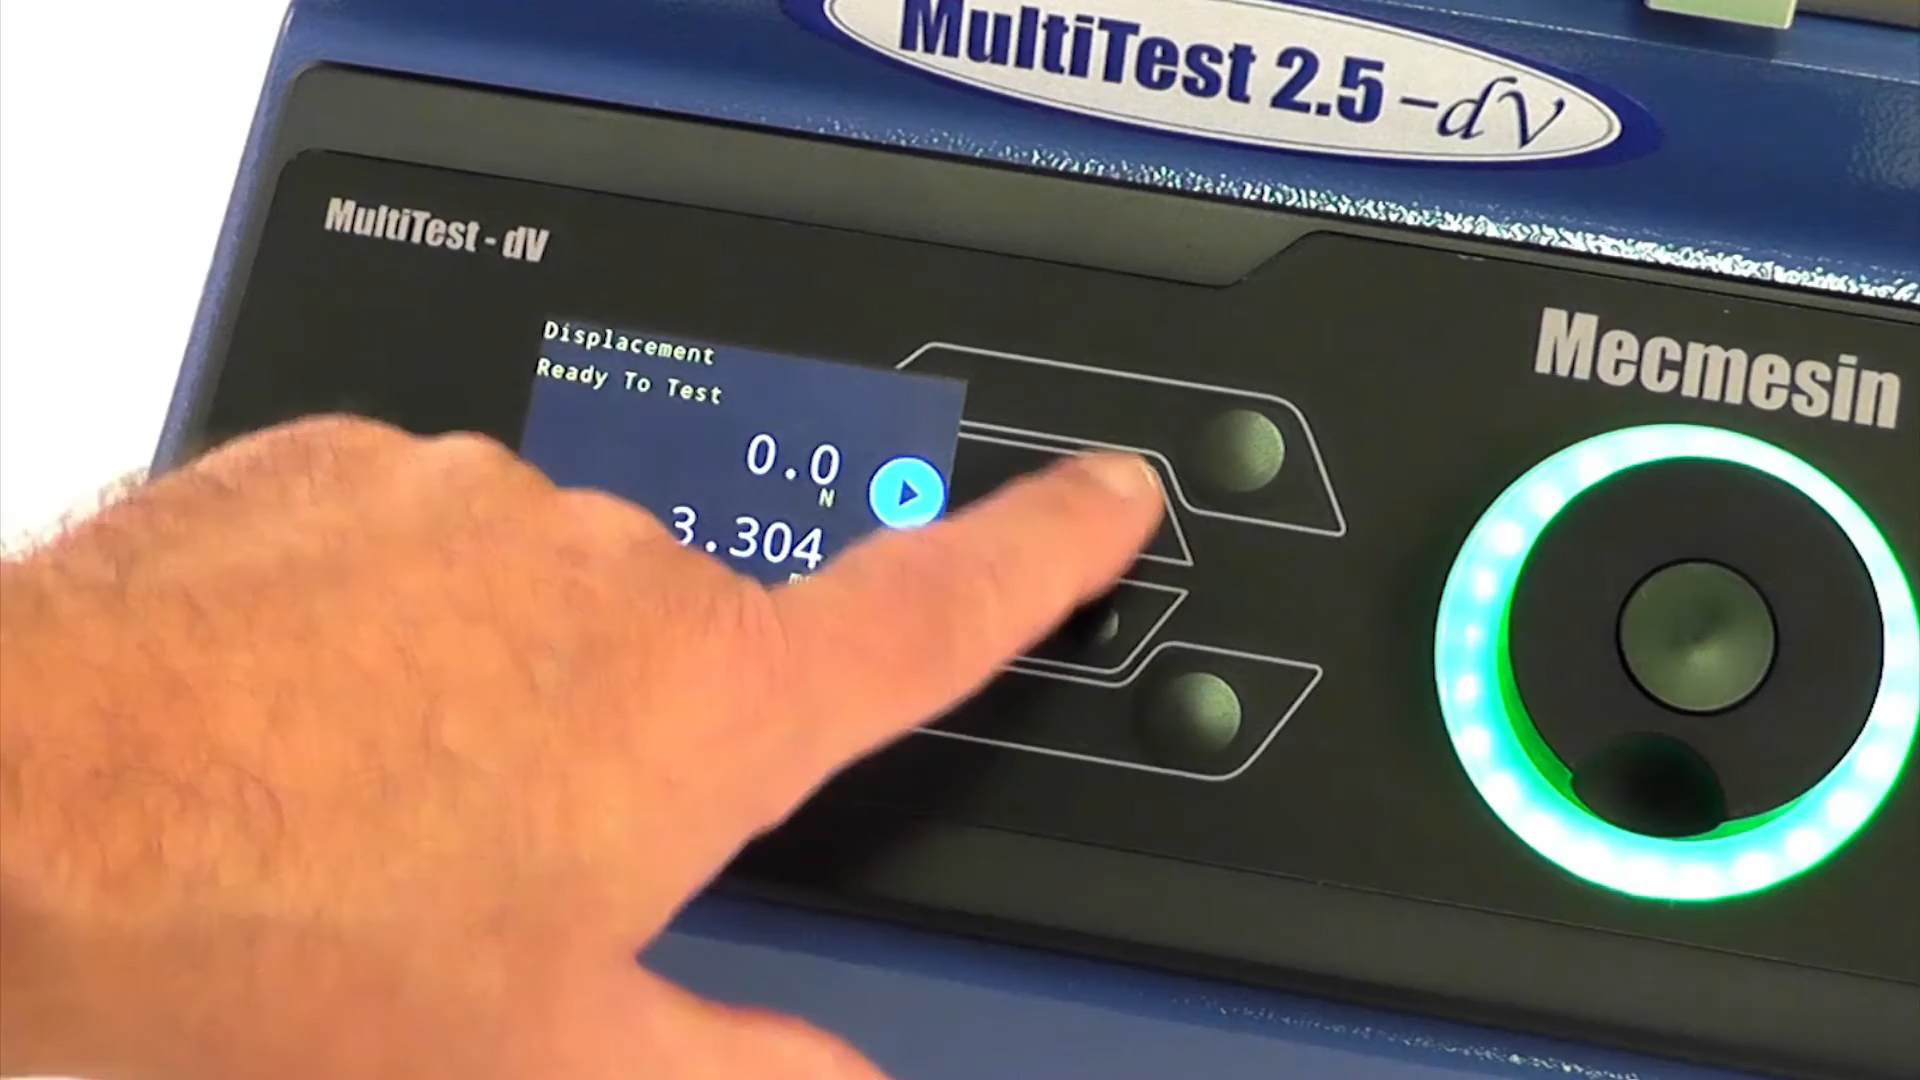 MultiTest 2.5 -dV
MultiTest - dV
Mecmesin
Displacement
Ready To Test
0.0
N
3.304